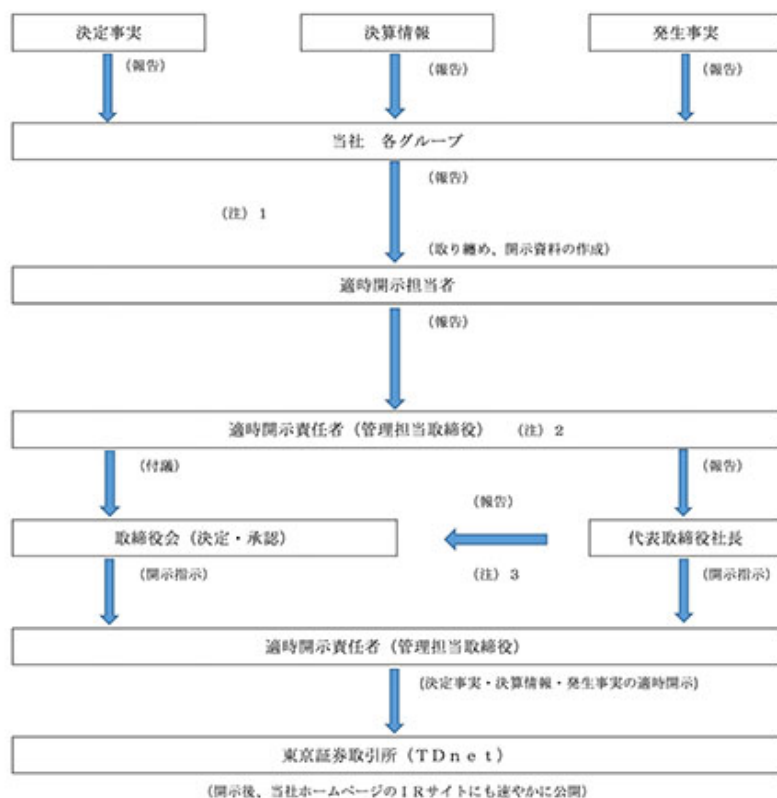 決定事実
決算情報
発生事実
(報告)
(報告)
(報告)
当社　各グループ
(報告)
(注) 1
(取り纏め、開示資料の作成)
適時開示担当者
(報告)
適時開示責任者 (管理担当取締役)　(注) 2
(付議)
(報告)
(報告)
取締役会 (決定・承認)
代表取締役社長
(開示指示)
(注) 3
(開示指示)
適時開示責任者 (管理担当取締役)
(決定事実・決算情報・発生事実の適時開示)
東京証券取引所 (ＴＤｎｅｔ)
(開示後、当社ホームページのＩＲサイトにも速やかに公開)